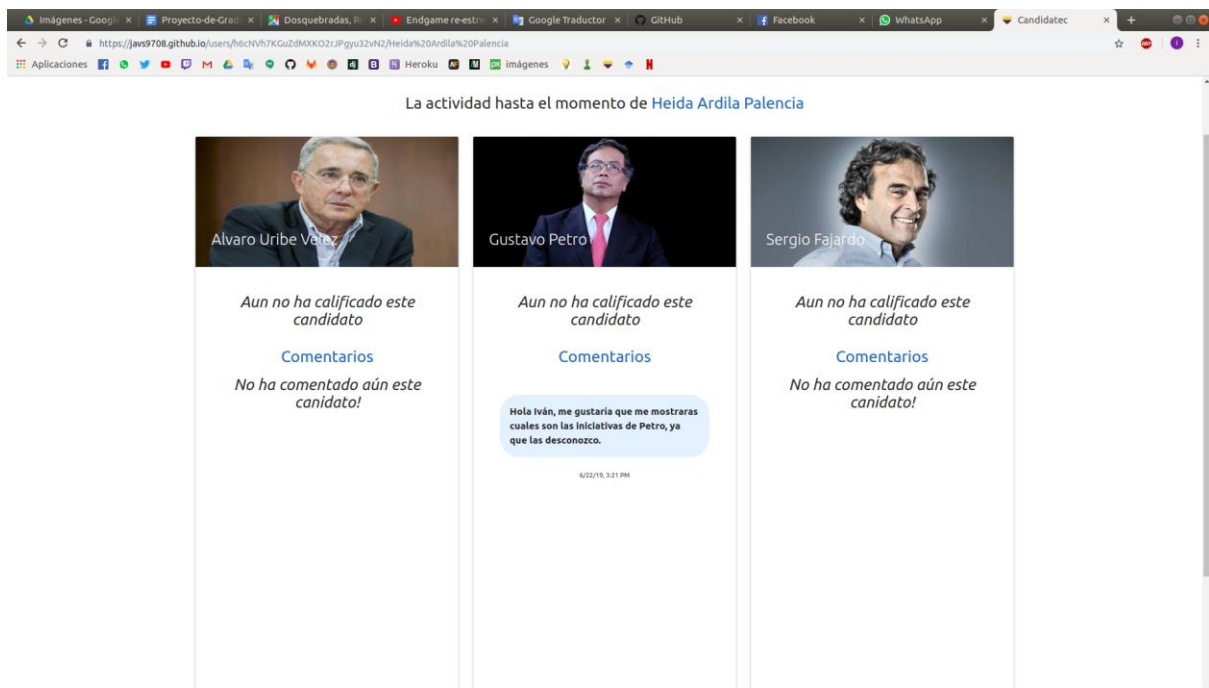 Imágenes - Googl
Proyecto-de-Grad
Dosquebradas, Ri
Endgame re-estre
Google Traductor
GitHub
Facebook
WhatsApp
Candidatec
https://javs9708.github.io/users/h6cNVh7KGuZdMXKO2rJPgyu32vN2/Heida%20Ardila%20Palencia
Aplicaciones
Heroku
imágenes
La actividad hasta el momento de Heida Ardila Palencia
Alvaro Uribe Velez
Gustavo Petro
Sergio Fajardo
Aun no ha calificado este
candidato
Comentarios
No ha comentado aún este
canidato!
Aun no ha calificado este
candidato
Comentarios
Hola Iván, me gustaria que me mostraras
cuales son las iniciativas de Petro, ya
que las desconozco.
6/22/19, 3:21 PM
Aun no ha calificado este
candidato
Comentarios
No ha comentado aún este
canidato!